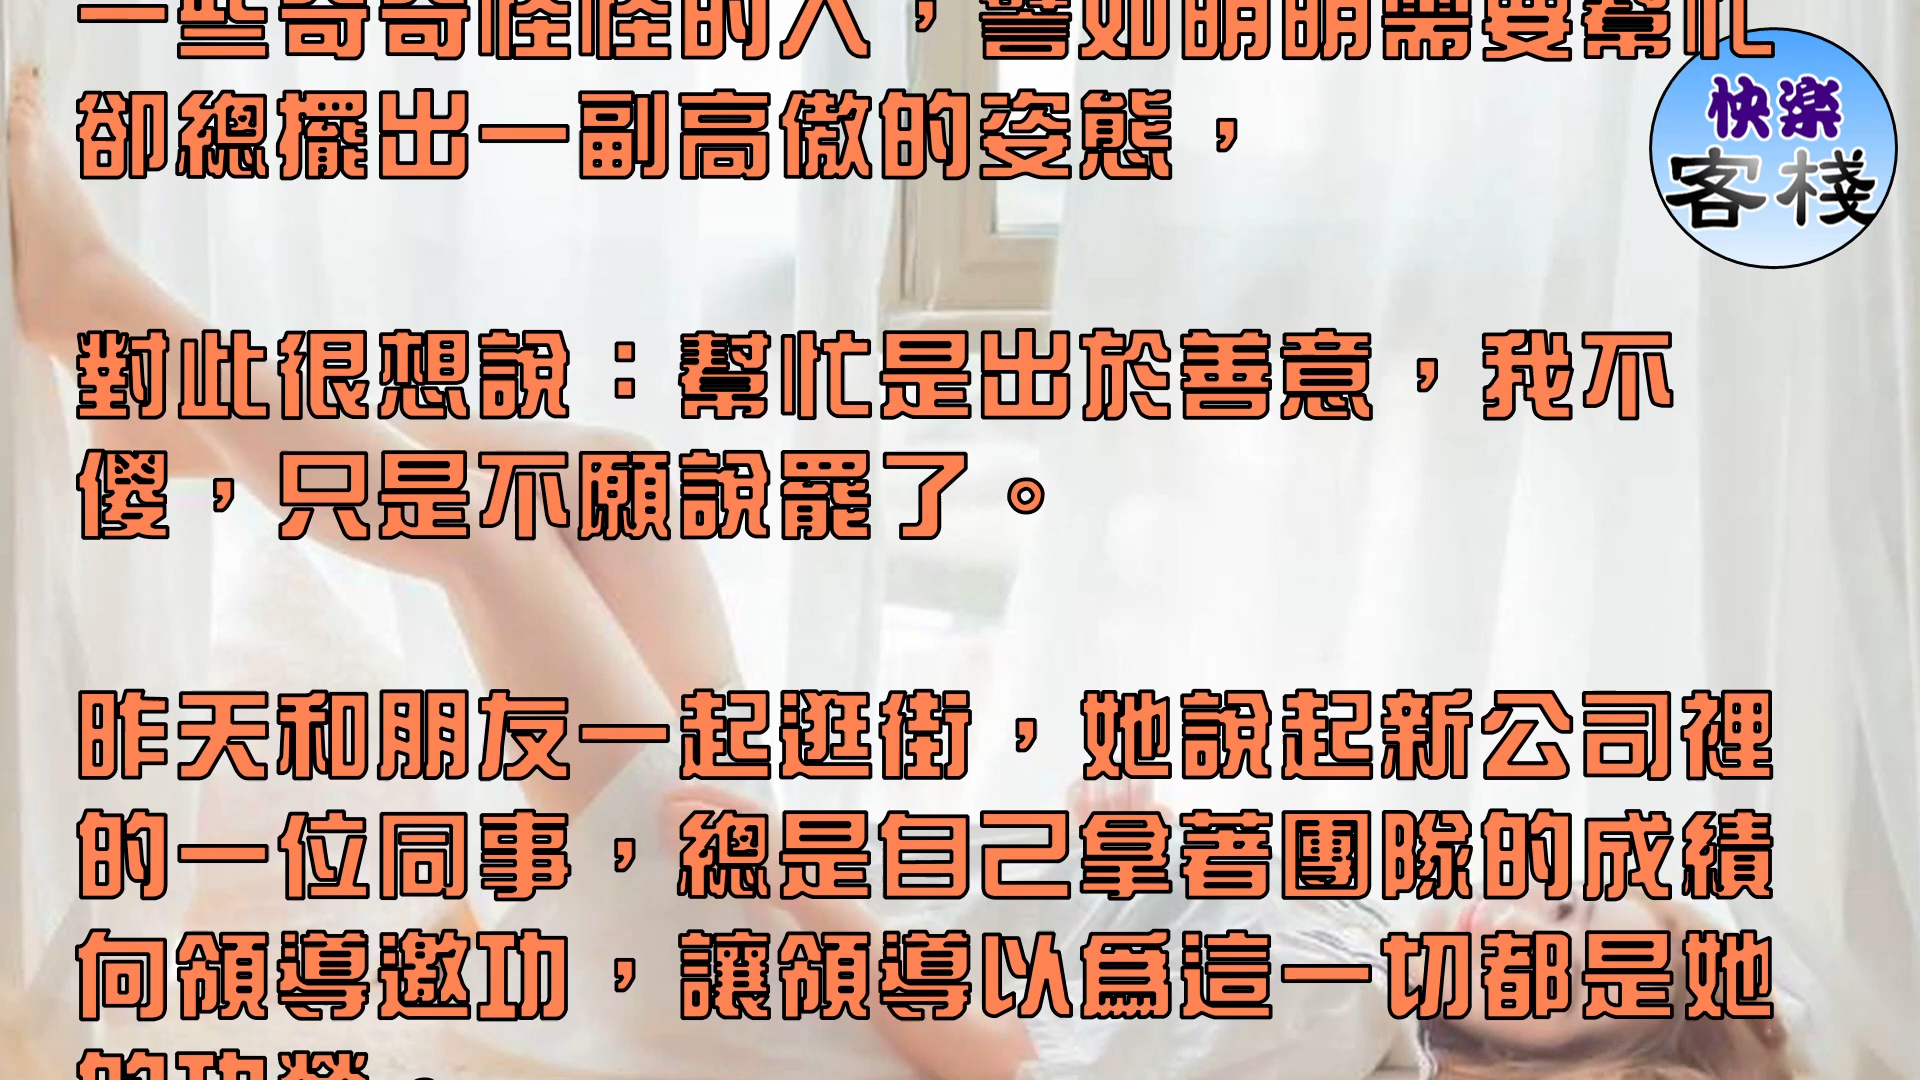 一些奇奇怪怪的人，譬如明明需要幫忙
卻總擺出一副高傲的姿態，
快樂
客棧
對此很想說：幫忙是出於善意，我不
傻，只是不願說罷了。
昨天和朋友一起逛街，她說起新公司裡
的一位同事，總是自己拿著團隊的成績
向領導邀功，讓領導以為這一切都是她
的功勞。